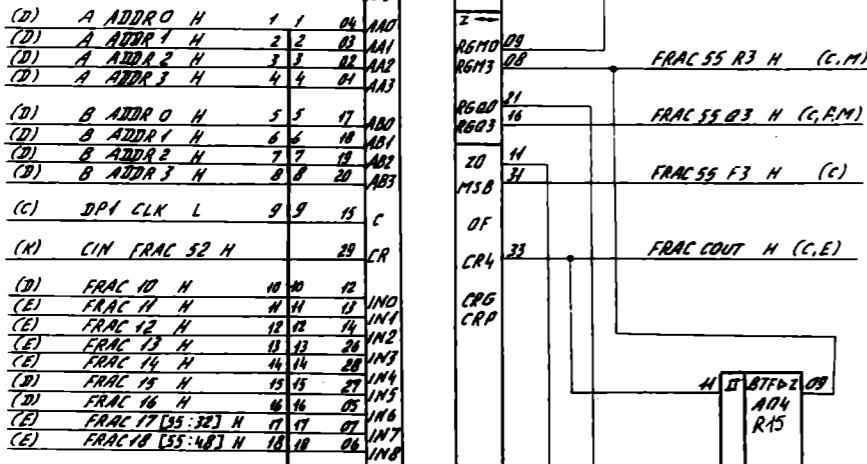 (D) A ADDR 0 H 1 1 04 AA0
(D) A ADDR 1 H 2 2 03 AA1
(D) A ADDR 2 H 3 3 02 AA2
(D) A ADDR 3 H 4 4 01 AA3
(D) B ADDR 0 H 5 5 17 AB0
(D) B ADDR 1 H 6 6 18 AB1
(D) B ADDR 2 H 7 7 19 AB2
(D) B ADDR 3 H 8 8 20 AB3
(C) DP1 CLK L 9 9 15 C
(K) CIN FRAC 52 H 29 CR
(D) FRAC 10 H 10 10 12 IN0
(E) FRAC 11 H 11 11 13 IN1
(E) FRAC 12 H 12 12 14 IN2
(E) FRAC 13 H 13 13 26 IN3
(E) FRAC 14 H 14 14 28 IN4
(D) FRAC 15 H 15 15 27 IN5
(D) FRAC 16 H 16 16 05 IN6
(E) FRAC 17 [55:32] H 17 17 07 IN7
(E) FRAC 18 [55:48] H 18 18 06 IN8
Z
RGM0 09
RGM3 08 FRAC 55 R3 H (C,M)
RGQ0 21
RGQ3 16 FRAC 55 Q3 H (C,F,M)
Z0 11
MSB 31 FRAC 55 F3 H (C)
OF
CR4 33 FRAC COUT H (C,E)
CRG
CRP
11 II BTF▷Z 09
АП4
R15